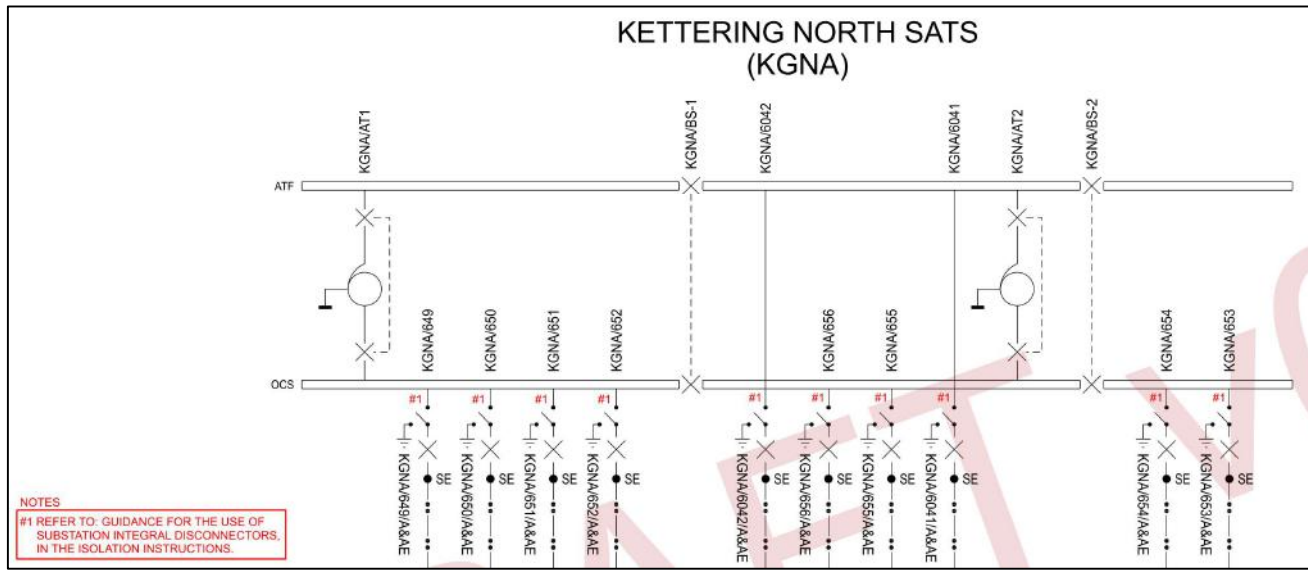 KETTERING NORTH SATS
(KGNA)
KGNA/AT1
KGNA/BS-1
KGNA/6042
KGNA/6041
KGNA/AT2
KGNA/BS-2
ATF
KGNA/649
KGNA/650
KGNA/651
KGNA/652
KGNA/656
KGNA/655
KGNA/654
KGNA/653
OCS
#1 #1 #1 #1 #1 #1 #1 #1 #1 #1
KGNA/649/A&AE
KGNA/650/A&AE
KGNA/651/A&AE
KGNA/652/A&AE
KGNA/6042/A&AE
KGNA/656/A&AE
KGNA/655/A&AE
KGNA/6041/A&AE
KGNA/654/A&AE
KGNA/653/A&AE
SE SE SE SE SE SE SE SE SE SE
NOTES
#1 REFER TO: GUIDANCE FOR THE USE OF
SUBSTATION INTEGRAL DISCONNECTORS,
IN THE ISOLATION INSTRUCTIONS.